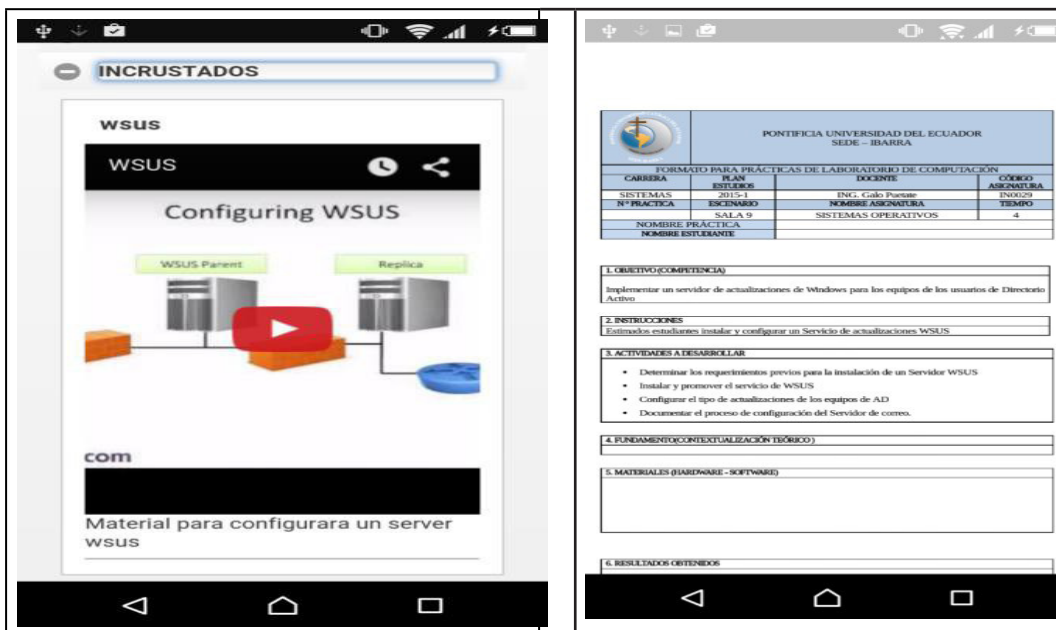 INCRUSTADOS
wsus
WSUS
Configuring WSUS
WSUS Parent
Replica
com
Material para configurara un server
wsus
PONTIFICIA UNIVERSIDAD DEL ECUADOR
SEDE – IBARRA
FORMATO PARA PRÁCTICAS DE LABORATORIO DE COMPUTACIÓN
CARRERA PLAN ESTUDIOS DOCENTE CÓDIGO ASIGNATURA
SISTEMAS 2015-1 ING. Galo Puetate IN0029
Nº PRACTICA ESCENARIO NOMBRE ASIGNATURA TIEMPO
SALA 9 SISTEMAS OPERATIVOS 4
NOMBRE PRÁCTICA
NOMBRE ESTUDIANTE
1. OBJETIVO (COMPETENCIA)
Implementar un servidor de actualizaciones de Windows para los equipos de los usuarios de Directorio
Activo
2. INSTRUCCIONES
Estimados estudiantes instalar y configurar un Servicio de actualizaciones WSUS
3. ACTIVIDADES A DESARROLLAR
• Determinar los requerimientos previos para la instalación de un Servidor WSUS
• Instalar y promover el servicio de WSUS
• Configurar el tipo de actualizaciones de los equipos de AD
• Documentar el proceso de configuración del Servidor de correo.
4. FUNDAMENTO(CONTEXTUALIZACIÓN TEÓRICO )
5. MATERIALES (HARDWARE - SOFTWARE)
6. RESULTADOS OBTENIDOS